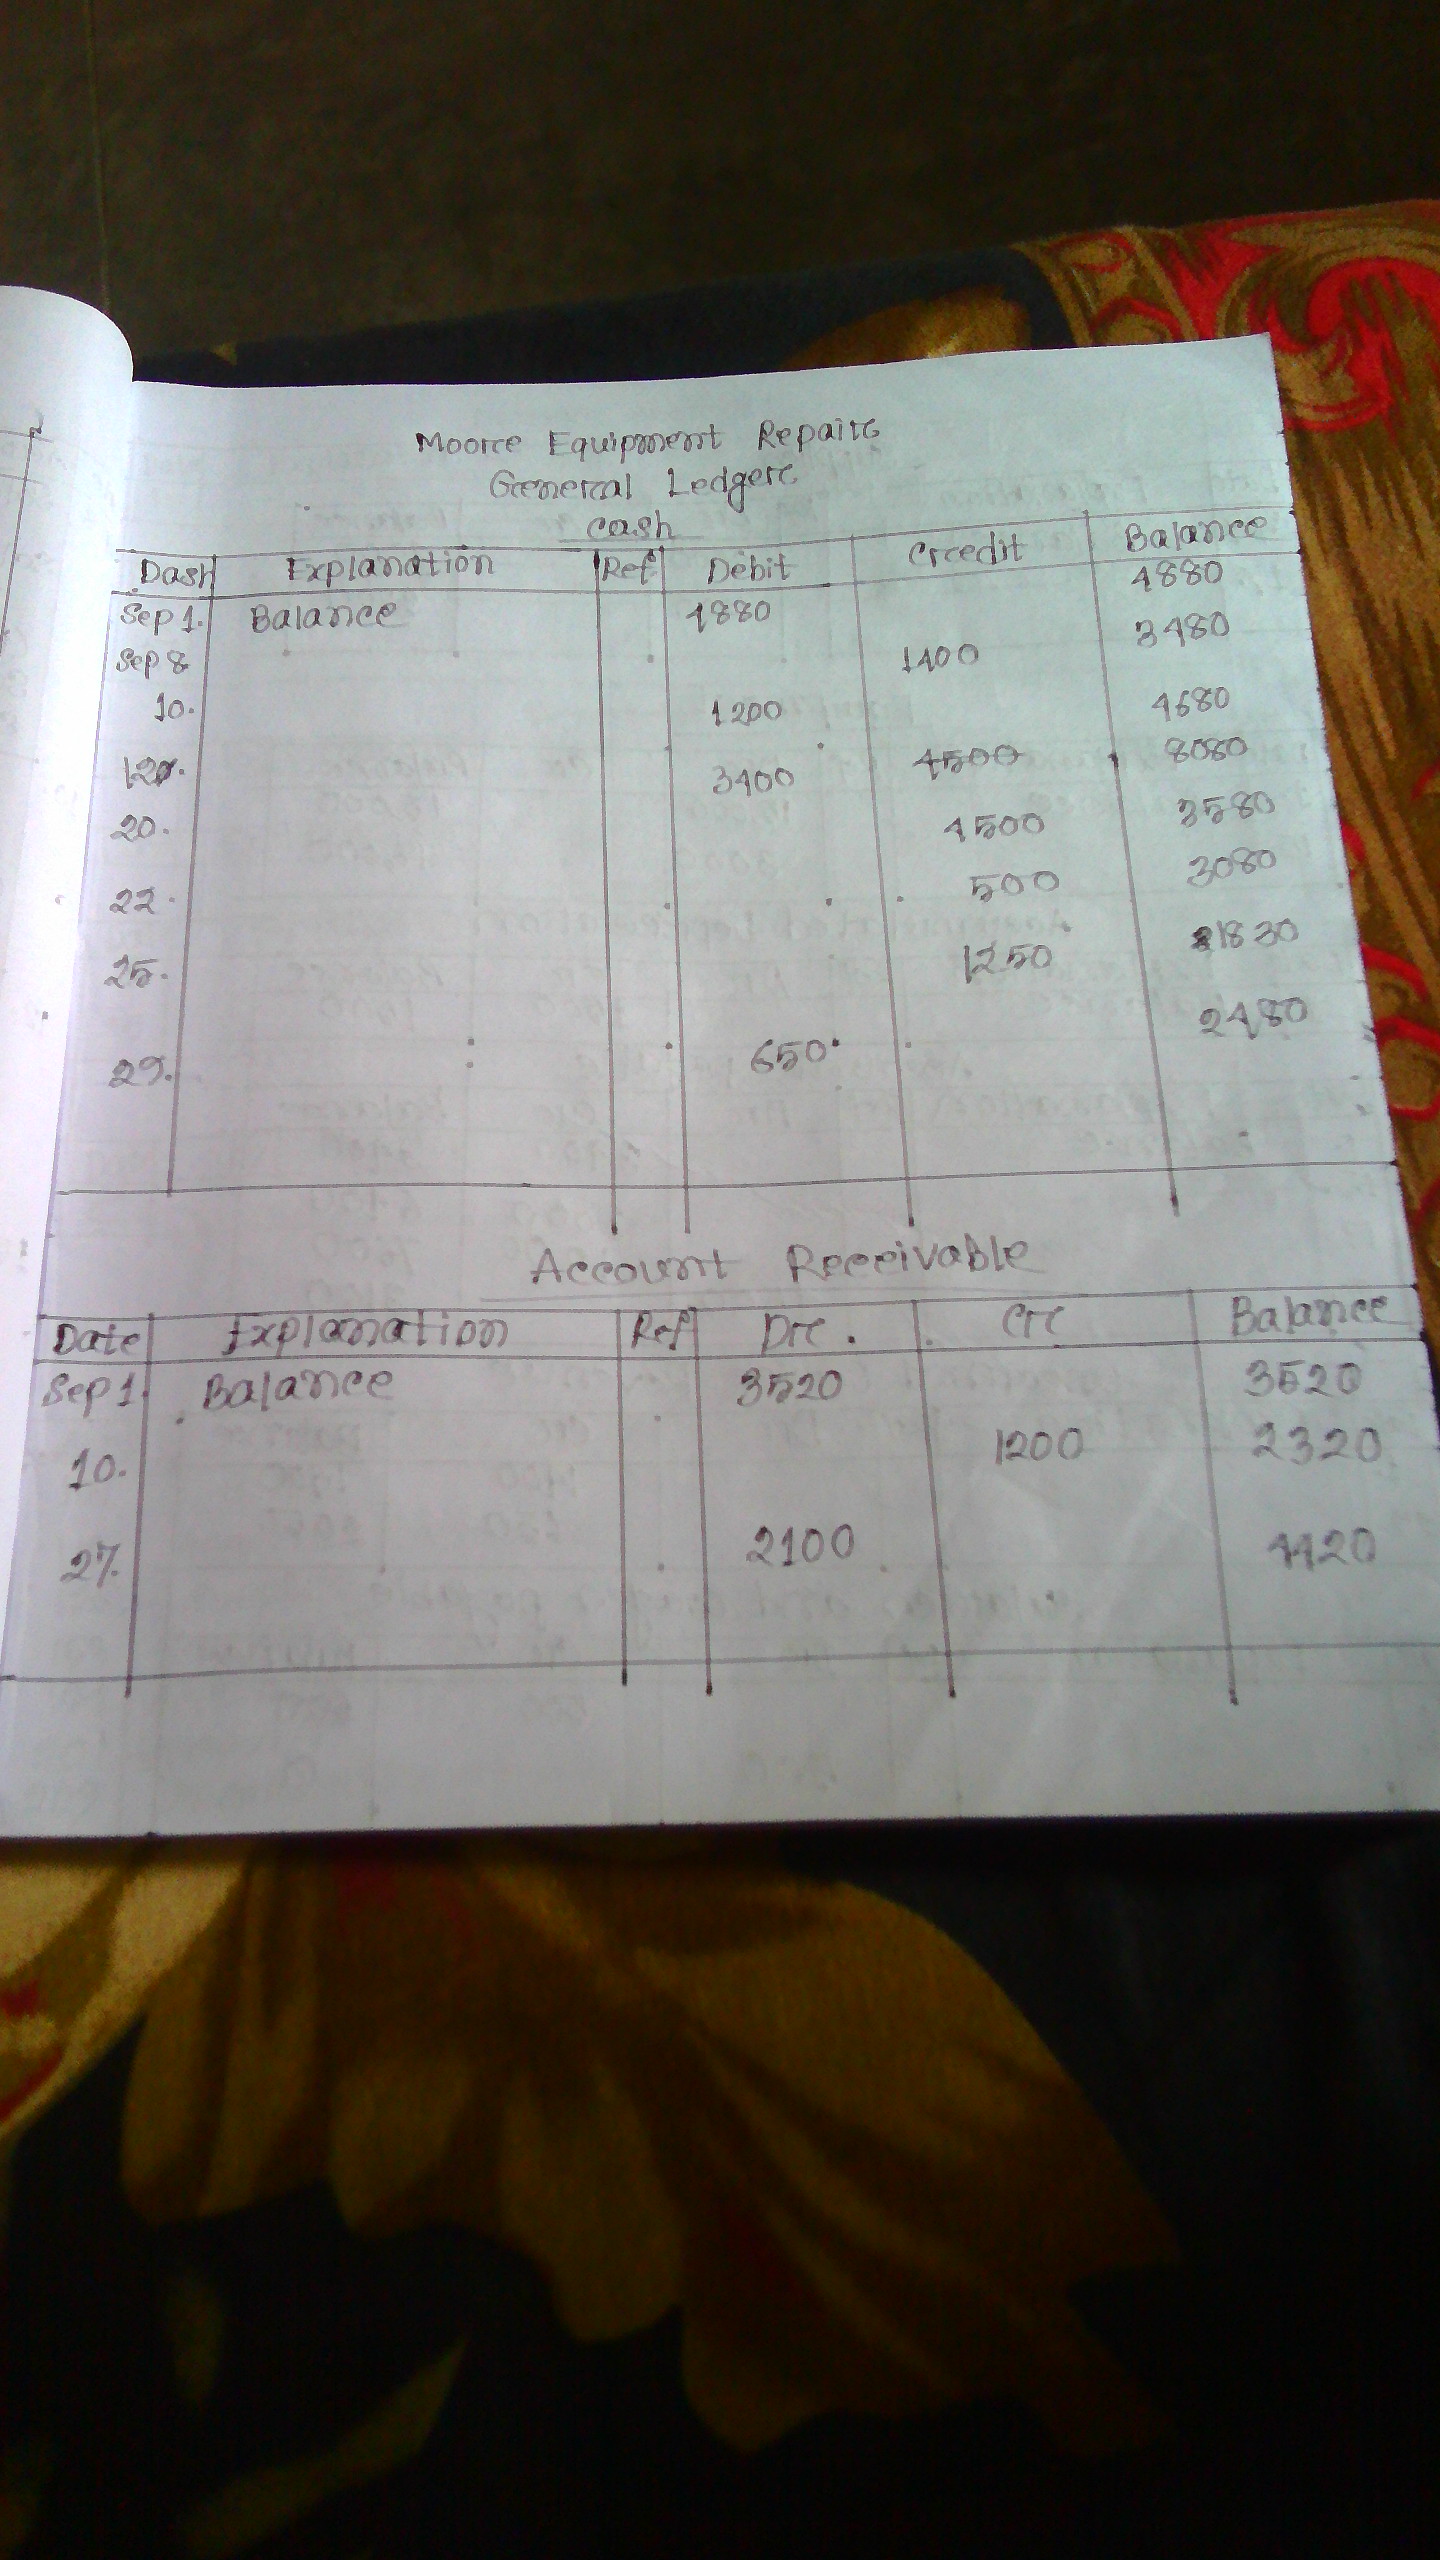 Moore Equipment Repair
General Ledger
Cash
Dash Explanation Ref Debit Credit Balance
Sep 1. Balance 4880 4880
Sep 8 1400 3480
10. 1200 4680
12. 3400 4500 8080
20. 4500 3580
22. 500 3080
25. 1250 1830
29. 650 2480
Account Receivable
Date Explanation Ref Dr. Cr Balance
Sep 1. Balance 3520 3520
10. 1200 2320
27. 2100 4420